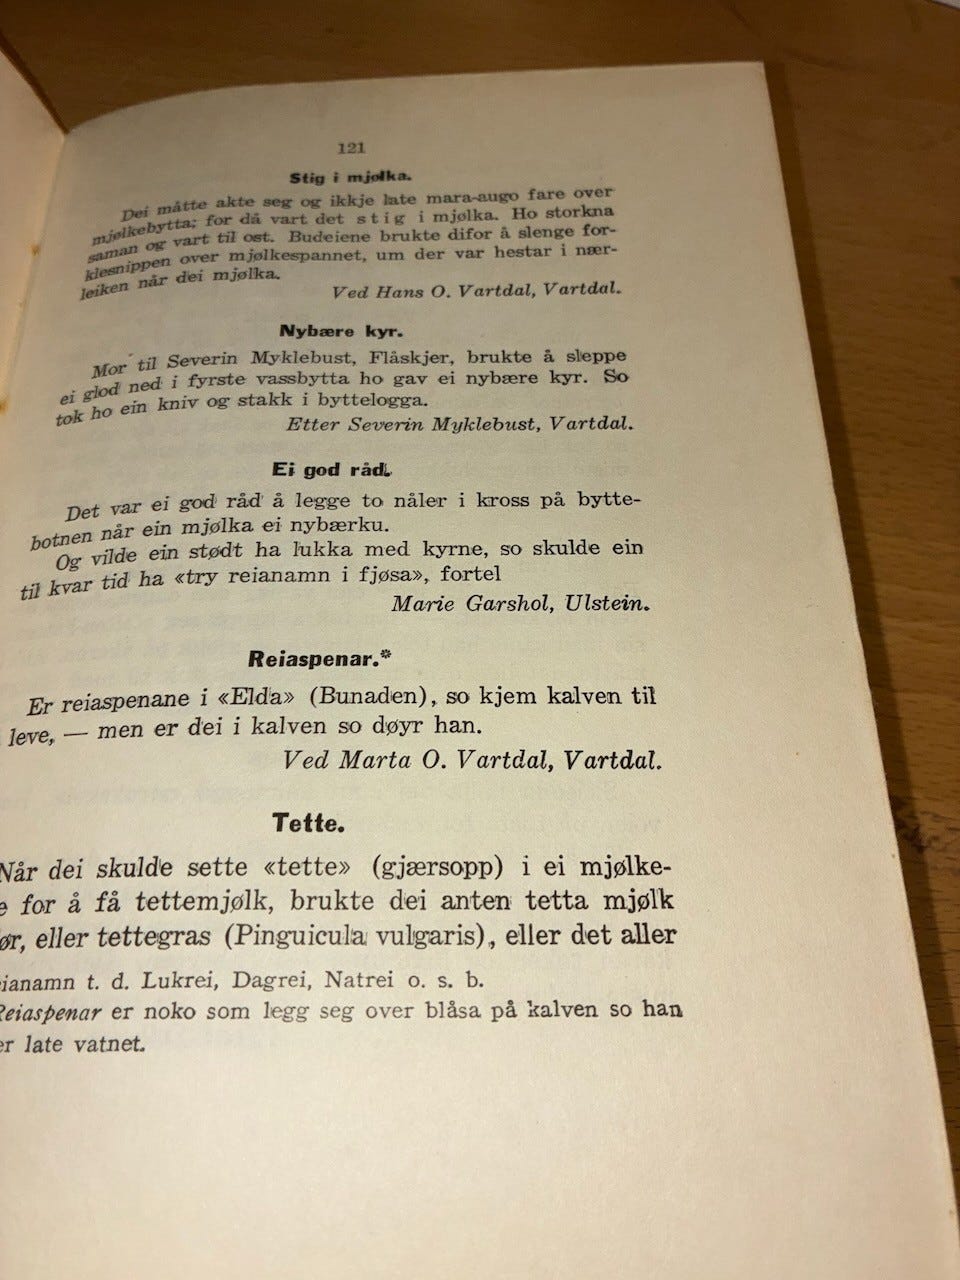 121
Stig i mjølka.
Dei måtte akte seg og ikkje late mara-augo fare over
mjølkebytta; for då vart det stig i mjølka. Ho storkna
saman og vart til ost. Budeiene brukte difor å slenge for-
klesnippen over mjølkespannet, um der var hestar i nær-
leiken når dei mjølka.
Ved Hans O. Vartdal, Vartdal.
Nybære kyr.
Mor til Severin Myklebust, Flåskjer, brukte å sleppe
ei glod ned i fyrste vassbytta ho gav ei nybære kyr. So
tok ho ein kniv og stakk i byttelogga.
Etter Severin Myklebust, Vartdal.
Ei god råd.
Det var ei god råd å legge to nåler i kross på bytte-
botnen når ein mjølka ei nybærku.
Og vilde ein stødt ha lukka med kyrne, so skulde ein
til kvar tid ha «try reianamn i fjøsa», fortel
Marie Garshol, Ulstein.
Reiaspenar.*
Er reiaspenane i «Elda» (Bunaden), so kjem kalven til
leve, — men er dei i kalven so døyr han.
Ved Marta O. Vartdal, Vartdal.
Tette.
Når dei skulde sette «tette» (gjærsopp) i ei mjølke-
for å få tettemjølk, brukte dei anten tetta mjølk
ør, eller tettegras (Pinguicula vulgaris), eller det aller
ianamn t. d. Lukrei, Dagrei, Natrei o. s. b.
Reiaspenar er noko som legg seg over blåsa på kalven so han
er late vatnet.